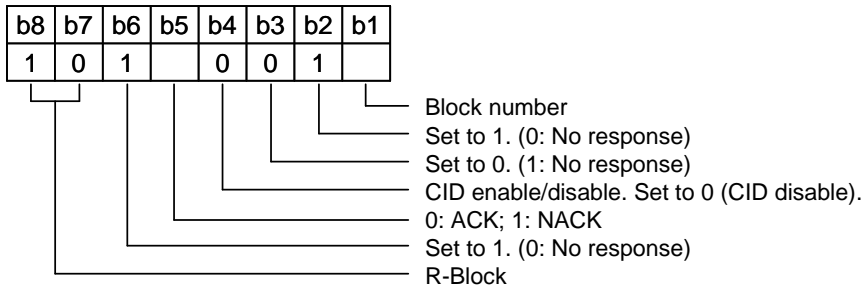 b8 b7 b6 b5 b4 b3 b2 b1
1 0 1 0 0 1
Block number
Set to 1. (0: No response)
Set to 0. (1: No response)
CID enable/disable. Set to 0 (CID disable).
0: ACK; 1: NACK
Set to 1. (0: No response)
R-Block